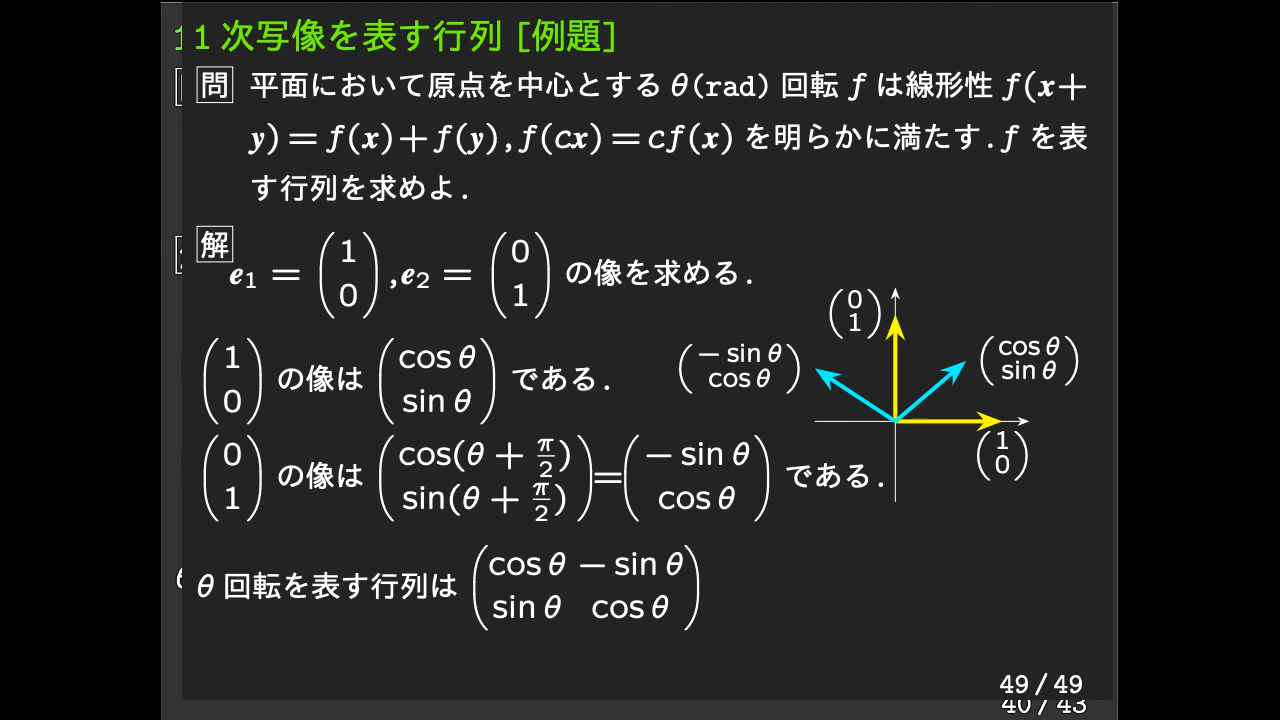 1 次写像を表す行列 [例題]
問 平面において原点を中心とする θ(rad) 回転 f は線形性 f(x+
y)=f(x)+f(y),f(cx)=cf(x) を明らかに満たす.f を表
す行列を求めよ.
解
e₁ = (1 0), e₂ = (0 1) の像を求める.
(0 1)
(−sin θ cos θ)
(cos θ sin θ)
(1 0) の像は (cos θ sin θ) である.
(1 0)
(0 1) の像は (cos(θ + π/2) sin(θ + π/2))=(−sin θ cos θ) である.
θ 回転を表す行列は (cos θ −sin θ sin θ cos θ)
49 / 49
40 / 43